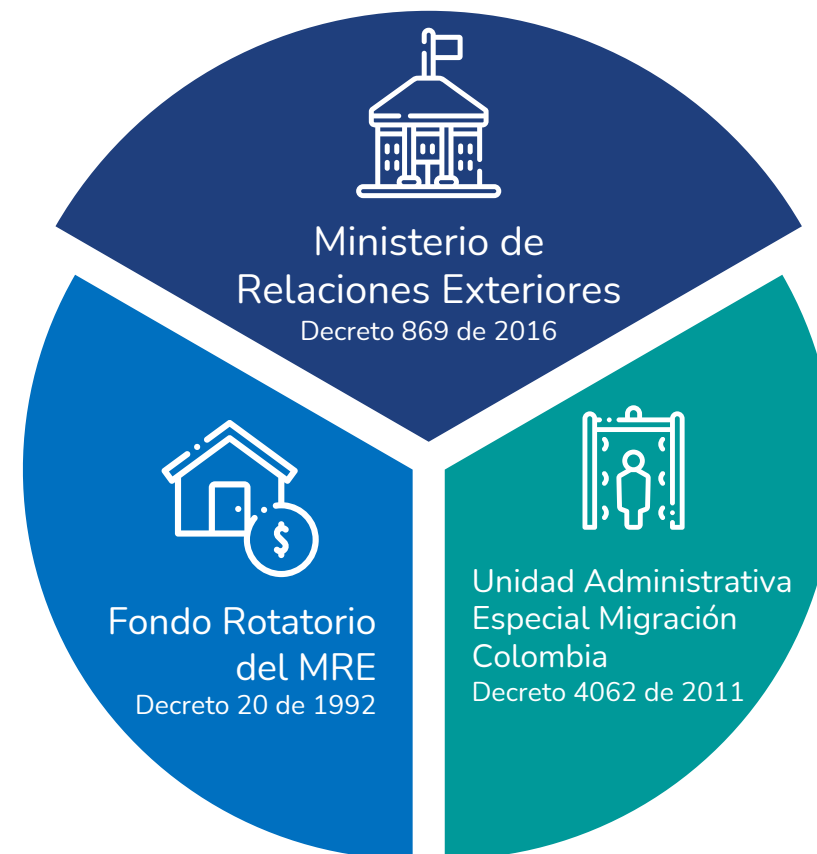 Ministerio de
Relaciones Exteriores
Decreto 869 de 2016
Fondo Rotatorio
del MRE
Decreto 20 de 1992
Unidad Administrativa
Especial Migración
Colombia
Decreto 4062 de 2011